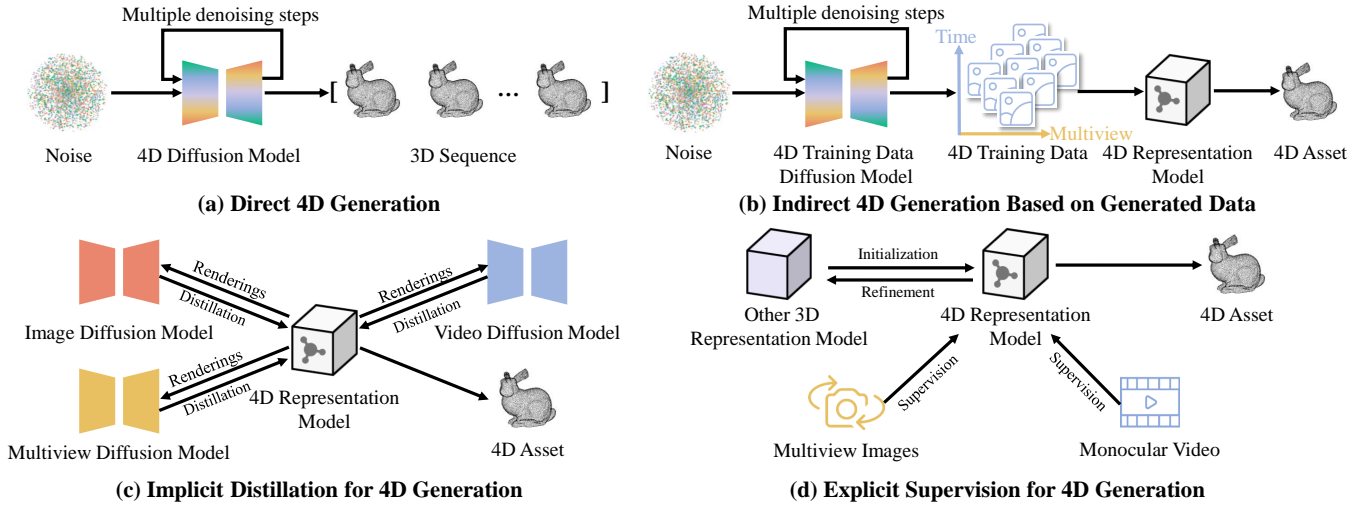 Multiple denoising steps
[ ... ]
Noise
4D Diffusion Model
3D Sequence
(a) Direct 4D Generation
Multiple denoising steps
Time
Multiview
Noise
4D Training Data
Diffusion Model
4D Training Data
4D Representation
Model
4D Asset
(b) Indirect 4D Generation Based on Generated Data
Renderings
Distillation
Renderings
Distillation
Image Diffusion Model
Video Diffusion Model
Renderings
Distillation
4D Representation
Model
Multiview Diffusion Model
4D Asset
(c) Implicit Distillation for 4D Generation
Initialization
Refinement
Other 3D
Representation Model
4D Representation
Model
4D Asset
Supervision
Supervision
Multiview Images
Monocular Video
(d) Explicit Supervision for 4D Generation